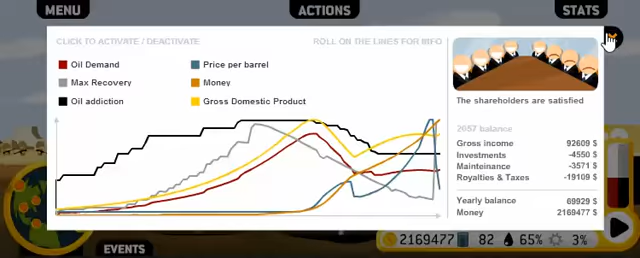 MENU
ACTIONS
STATS
CLICK TO ACTIVATE / DEACTIVATE
ROLL ON THE LINES FOR INFO
Oil Demand
Price per barrel
Max Recovery
Money
Oil addiction
Gross Domestic Product
The shareholders are satisfied
2057 balance
Gross income 92609 $
Investments -4550 $
Mainteinance -3571 $
Royalties & Taxes -19109 $
Yearly balance 69929 $
Money 2169477 $
2169477 82 65% 3%
EVENTS